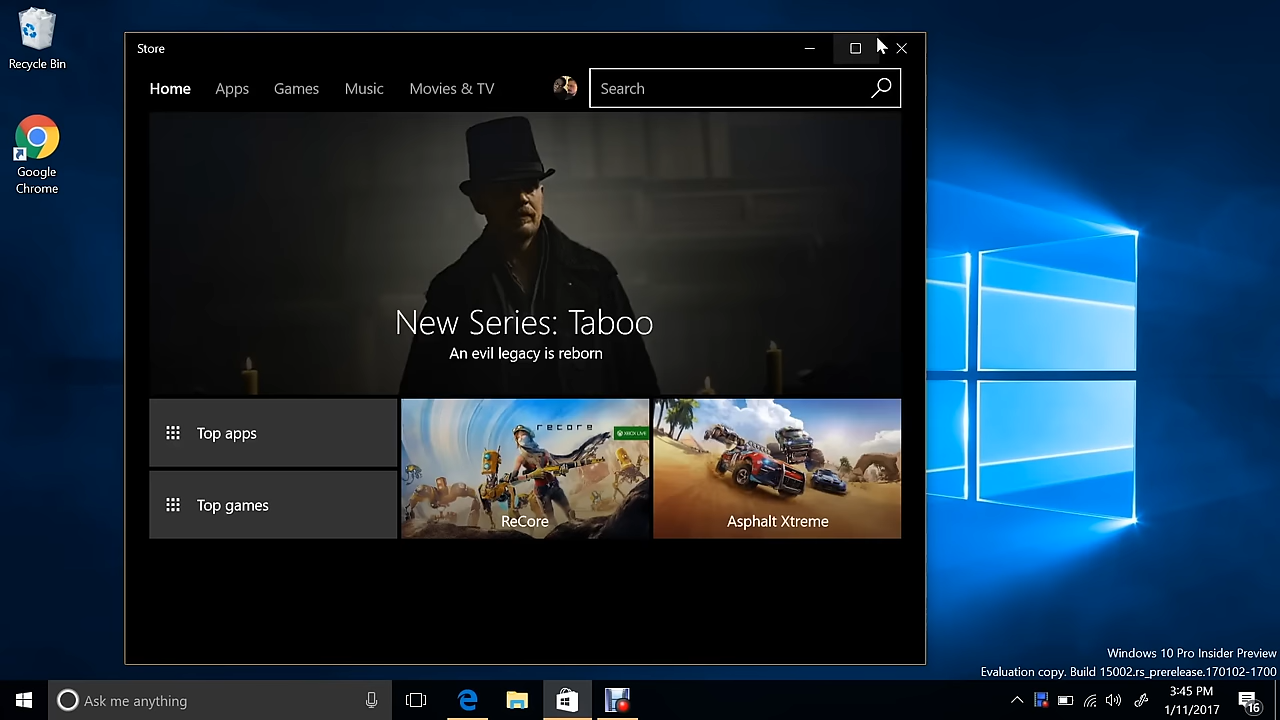 Recycle Bin
Google
Chrome
Store
Home Apps Games Music Movies & TV Search
New Series: Taboo
An evil legacy is reborn
Top apps
Top games
recore
XBOX LIVE
ReCore
Asphalt Xtreme
Windows 10 Pro Insider Preview
Evaluation copy. Build 15002.rs_prerelease.170102-1700
Ask me anything
3:45 PM
1/11/2017
16